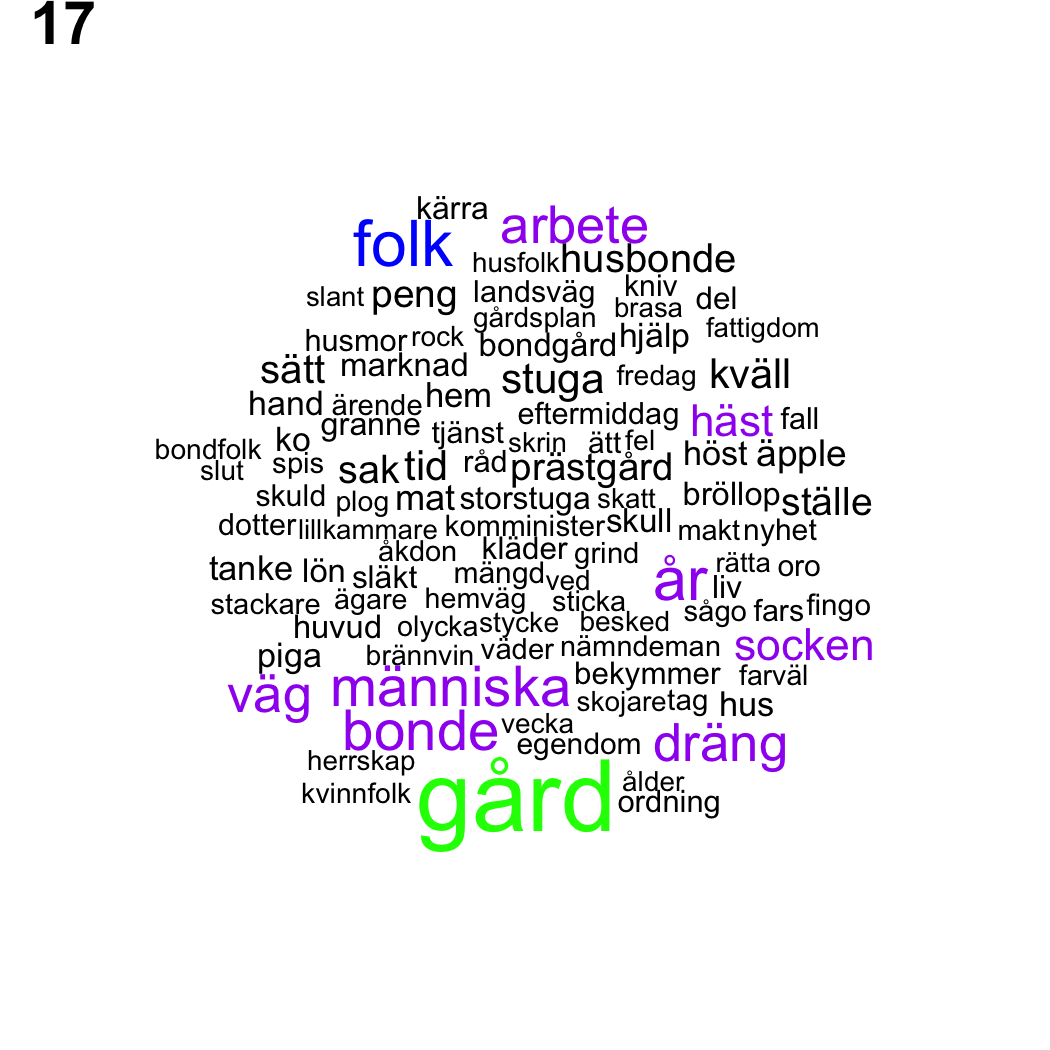 17
kärra
folk arbete
husfolk husbonde
slant peng landsväg kniv del
gårdsplan brasa
husmor rock bondgård hjälp fattigdom
sätt marknad stuga fredag kväll
hand ärende hem eftermiddag häst fall
bondfolk ko granne tjänst skrin ätt fel
slut spis sak tid råd prästgård höst äpple
skuld plog mat storstuga skatt bröllop ställe
dotter lillkammare komminister skull makt nyhet
åkdon kläder grind
tanke lön släkt mängd ved år rätta oro
liv
stackare ägare hemväg sticka sågo fars fingo
huvud olycka stycke besked
piga brännvin väder nämndeman socken
väg människa bekymmer farväl
skojare tag hus
bonde vecka
egendom dräng
herrskap
kvinnfolk gård ålder
ordning